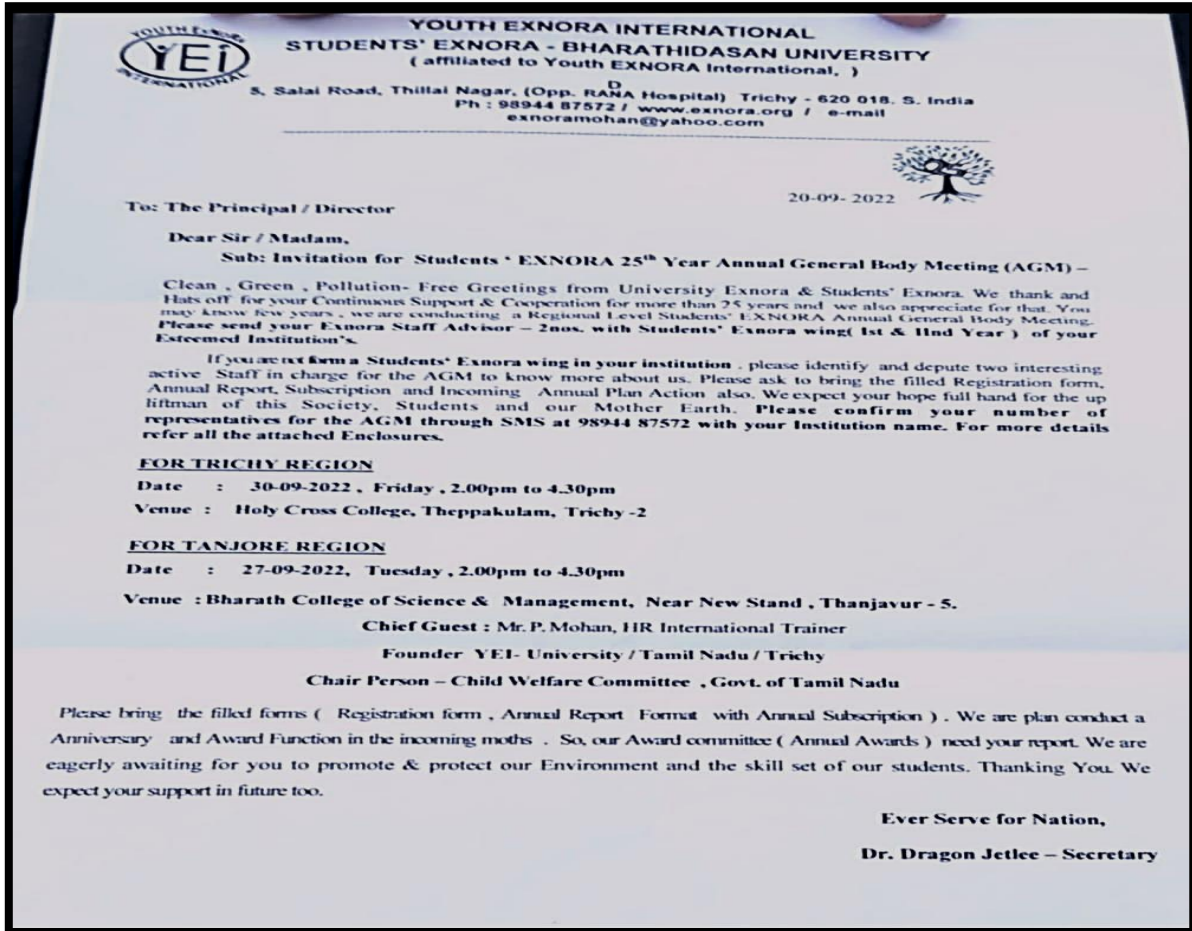 YOUTH EXNORA
YEI
INTERNATIONAL
YOUTH EXNORA INTERNATIONAL
STUDENTS' EXNORA - BHARATHIDASAN UNIVERSITY
( affiliated to Youth EXNORA International, )
D
5, Salai Road, Thillai Nagar, (Opp. RANA Hospital) Trichy - 620 018. S. India
Ph : 98944 87572 / www.exnora.org / e-mail
exnoramohan@yahoo.com
25
20-09- 2022
To: The Principal / Director
Dear Sir / Madam,
Sub: Invitation for Students ' EXNORA 25th Year Annual General Body Meeting (AGM) –
Clean , Green , Pollution- Free Greetings from University Exnora & Students' Exnora. We thank and
Hats off for your Continuous Support & Cooperation for more than 25 years and we also appreciate for that. You
may know few years , we are conducting a Regional Level Students' EXNORA Annual General Body Meeting.
Please send your Exnora Staff Advisor – 2nos. with Students' Exnora wing( Ist & IInd Year ) of your
Esteemed Institution's.
If you are not form a Students' Exnora wing in your institution , please identify and depute two interesting
active Staff in charge for the AGM to know more about us. Please ask to bring the filled Registration form,
Annual Report, Subscription and Incoming Annual Plan Action also. We expect your hope full hand for the up
liftman of this Society, Students and our Mother Earth. Please confirm your number of
representatives for the AGM through SMS at 98944 87572 with your Institution name. For more details
refer all the attached Enclosures.
FOR TRICHY REGION
Date : 30-09-2022 , Friday , 2.00pm to 4.30pm
Venue : Holy Cross College, Theppakulam, Trichy -2
FOR TANJORE REGION
Date : 27-09-2022, Tuesday , 2.00pm to 4.30pm
Venue : Bharath College of Science & Management, Near New Stand , Thanjavur - 5.
Chief Guest : Mr. P. Mohan, HR International Trainer
Founder YEI- University / Tamil Nadu / Trichy
Chair Person – Child Welfare Committee , Govt. of Tamil Nadu
Please bring the filled forms ( Registration form , Annual Report Format with Annual Subscription ) . We are plan conduct a
Anniversary and Award Function in the incoming moths . So, our Award committee ( Annual Awards ) need your report. We are
eagerly awaiting for you to promote & protect our Environment and the skill set of our students. Thanking You. We
expect your support in future too.
Ever Serve for Nation,
Dr. Dragon Jetlee – Secretary